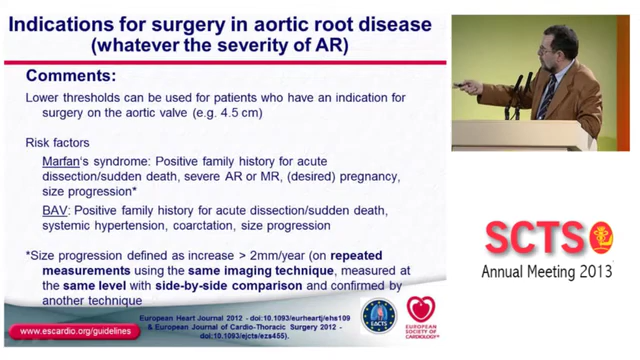 Indications for surgery in aortic root disease
(whatever the severity of AR)
Comments:
Lower thresholds can be used for patients who have an indication for
surgery on the aortic valve (e.g. 4.5 cm)
Risk factors
Marfan's syndrome: Positive family history for acute
dissection/sudden death, severe AR or MR, (desired) pregnancy,
size progression*
BAV: Positive family history for acute dissection/sudden death,
systemic hypertension, coarctation, size progression
*Size progression defined as increase > 2mm/year (on repeated
measurements using the same imaging technique, measured at
the same level with side-by-side comparison and confirmed by
another technique
www.escardio.org/guidelines
European Heart Journal 2012 - doi:10.1093/eurheartj/ehs109
& European Journal of Cardio-Thoracic Surgery 2012 -
doi:10.1093/ejcts/ezs455).
EACTS
EUROPEAN
SOCIETY OF
CARDIOLOGY®
SCTS
Annual Meeting 2013